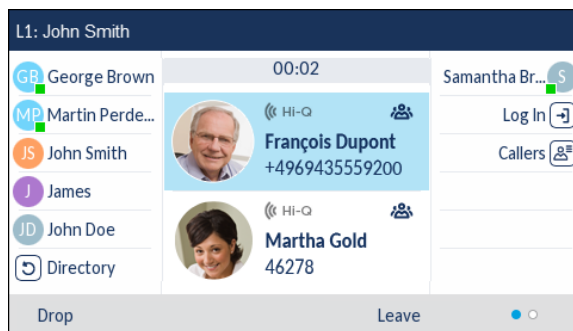 L1: John Smith
GB George Brown
MP Martin Perde...
JS John Smith
J James
JD John Doe
Directory
00:02
Hi-Q
François Dupont
+4969435559200
Hi-Q
Martha Gold
46278
Samantha Br... S
Log In
Callers
Drop
Leave